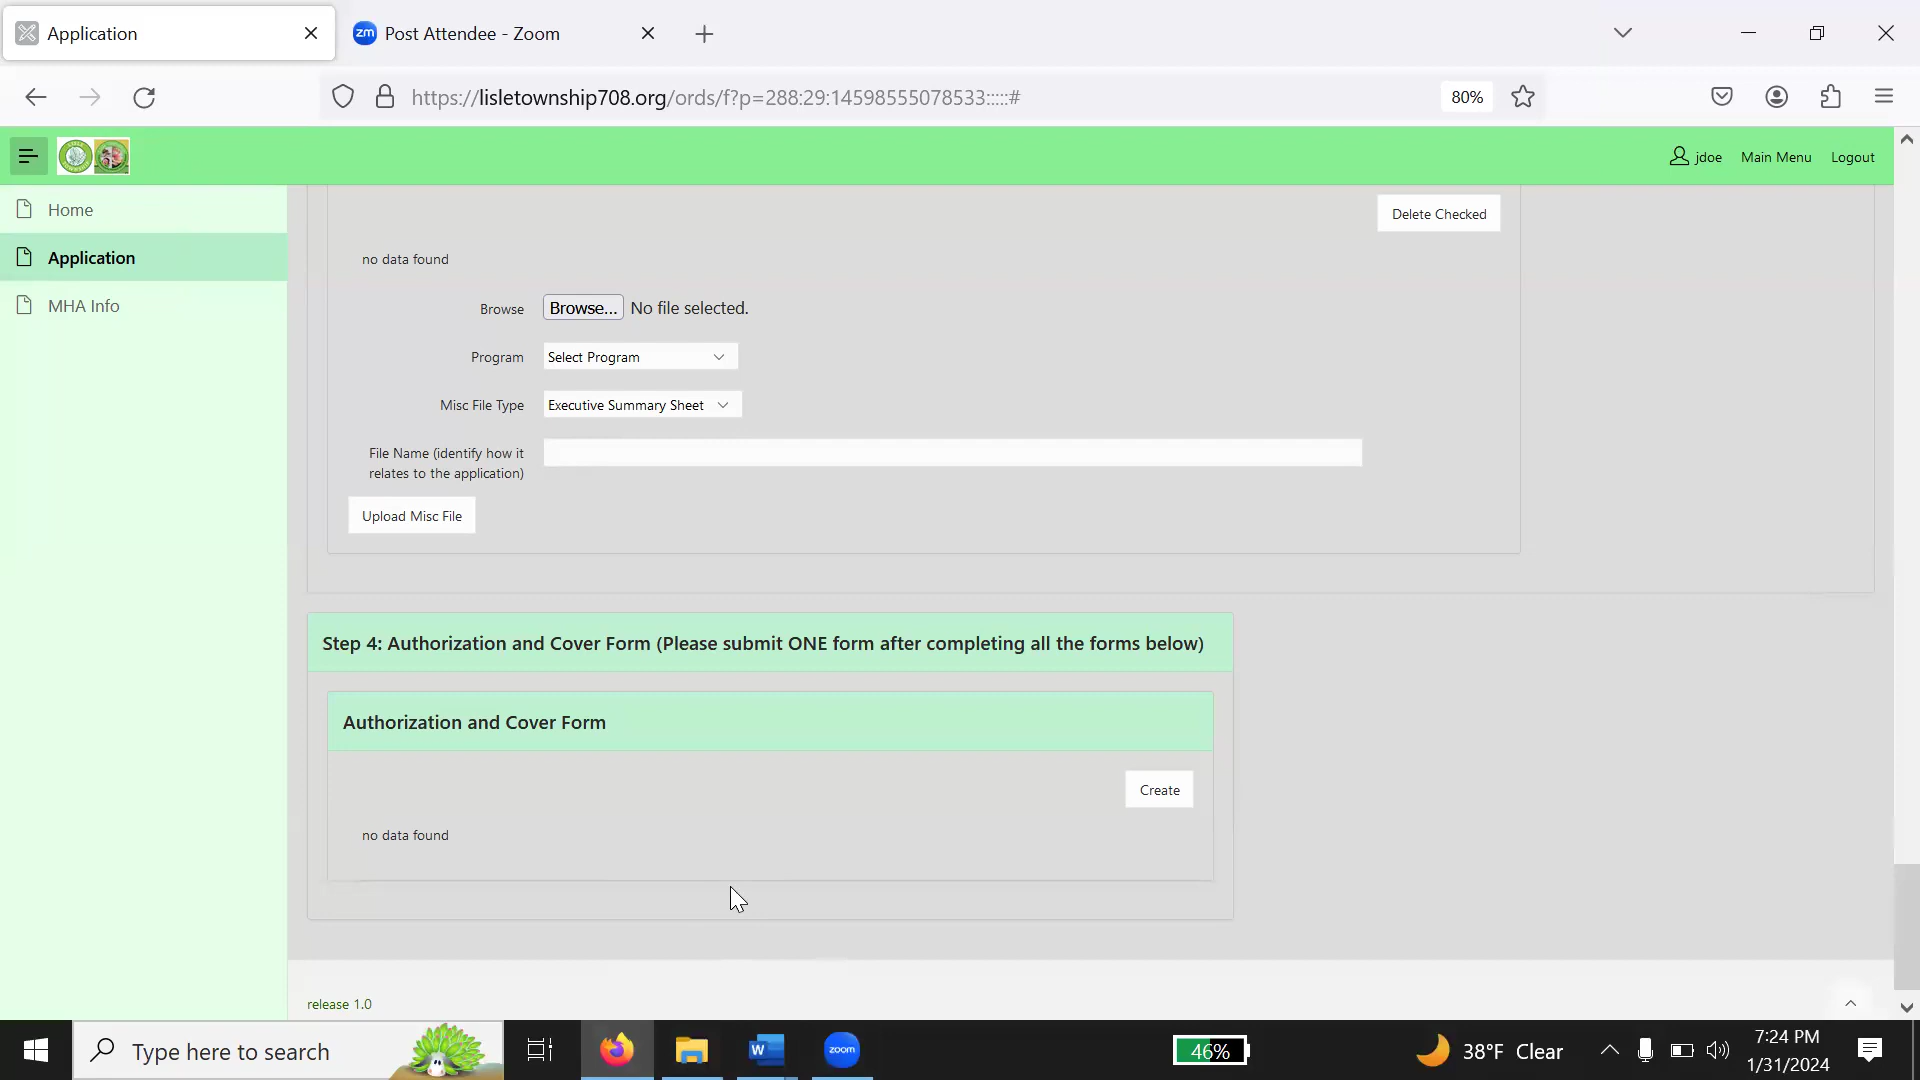 Application
zm Post Attendee - Zoom
https://lisletownship708.org/ords/f?p=288:29:14598555078533:::::#
80%
jdoe Main Menu Logout
Home
Application
MHA Info
Delete Checked
no data found
Browse Browse... No file selected.
Program Select Program
Misc File Type Executive Summary Sheet
File Name (identify how it
relates to the application)
Upload Misc File
Step 4: Authorization and Cover Form (Please submit ONE form after completing all the forms below)
Authorization and Cover Form
Create
no data found
release 1.0
Type here to search
W
zoom
46%
38°F Clear
7:24 PM
1/31/2024